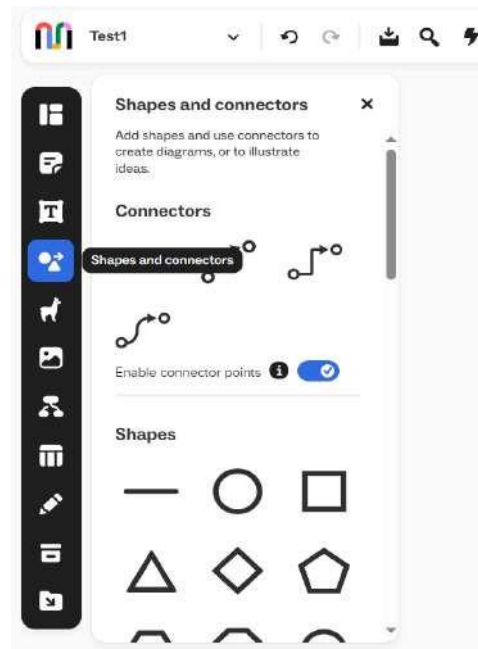 Test1
Shapes and connectors
Add shapes and use connectors to
create diagrams, or to illustrate
ideas.
Connectors
Shapes and connectors
Enable connector points
Shapes